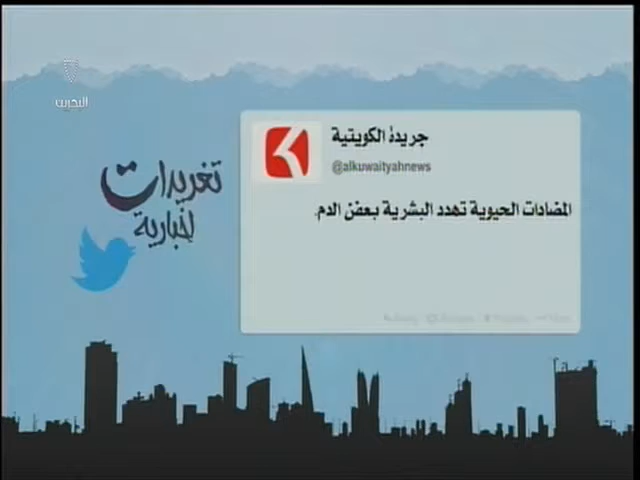 البحرين
تغريدات
إخبارية
جريدة الكويتية
@alkuwaityahnews
المضادات الحيوية تهدد البشرية بعفن الدم.